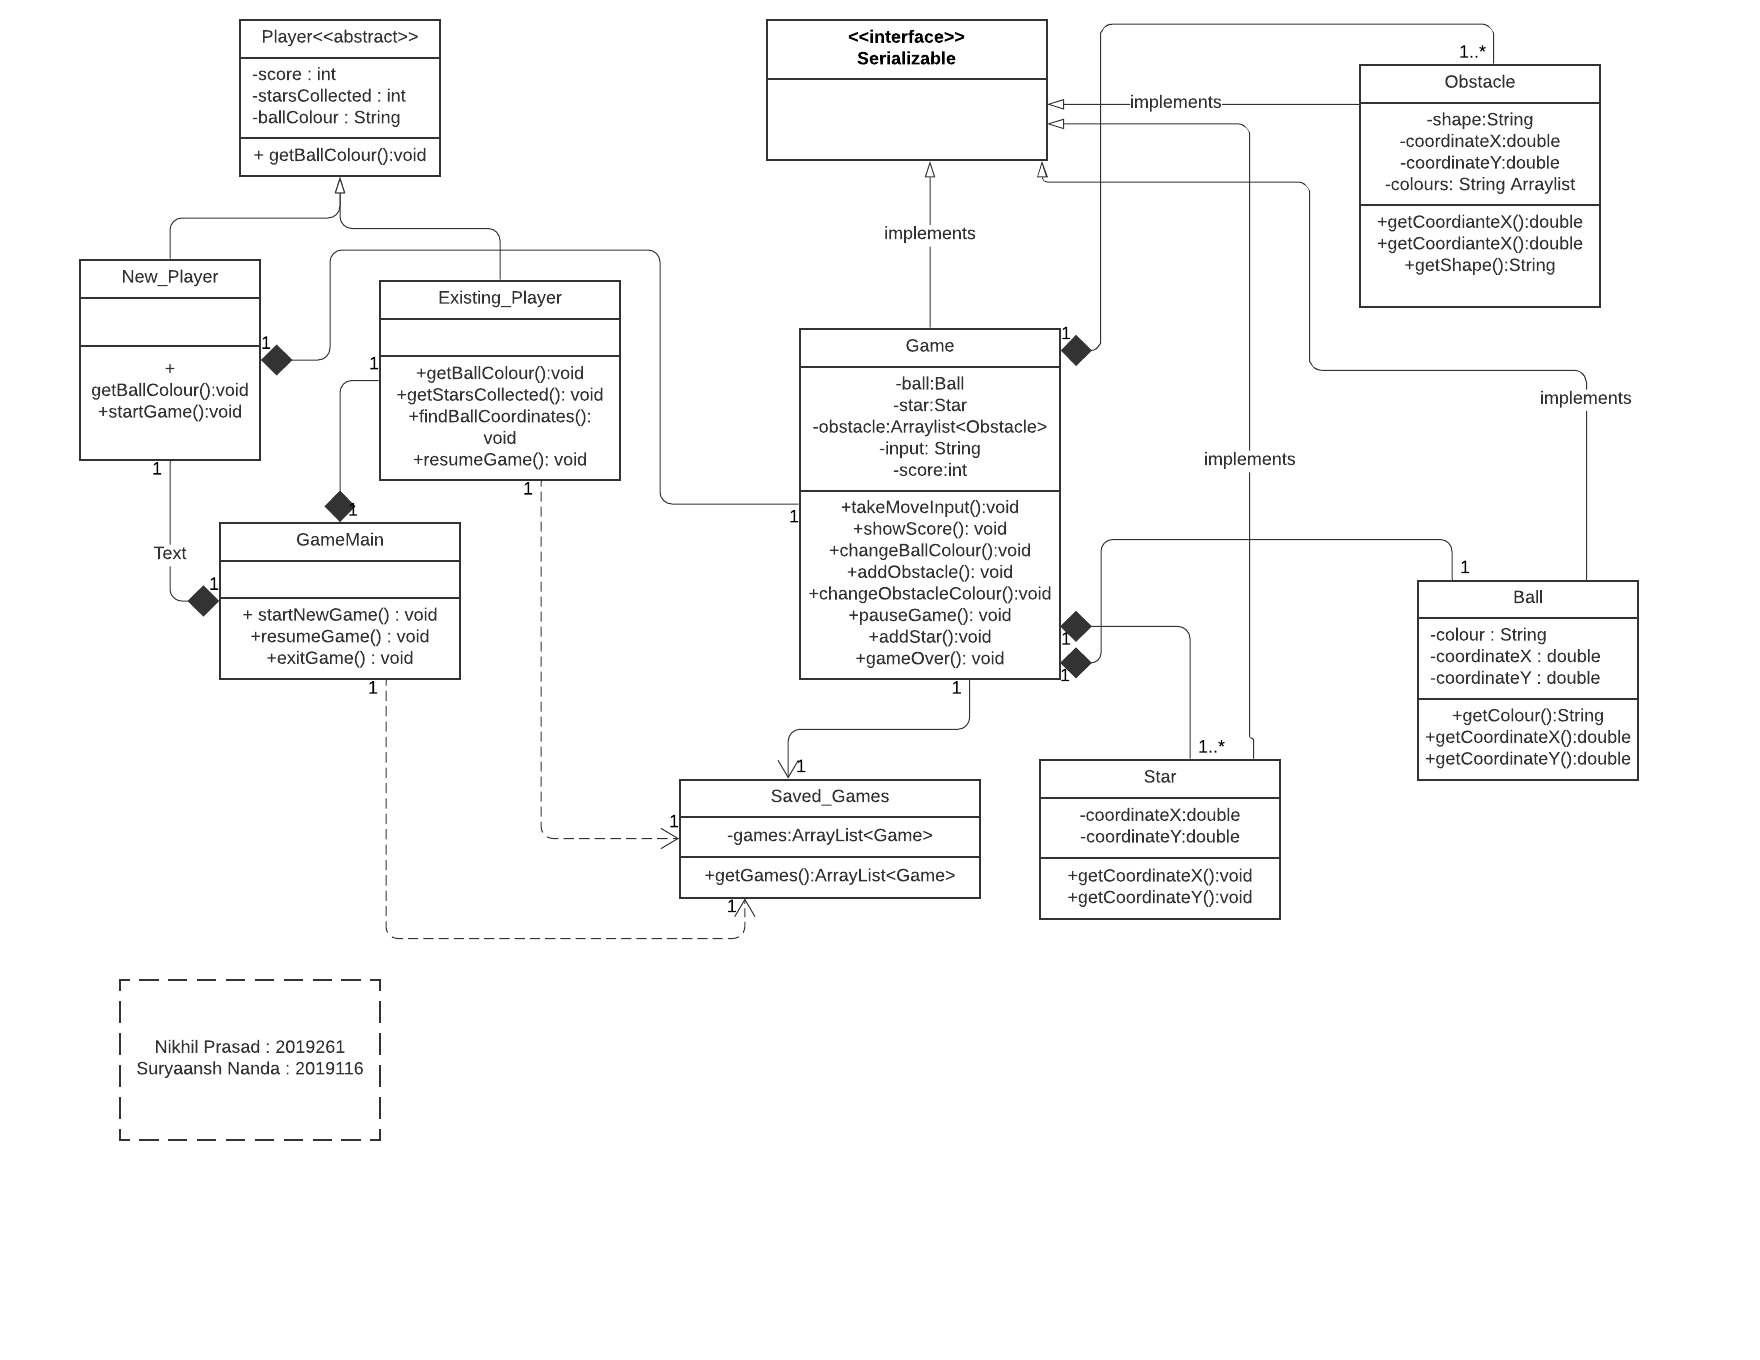 Player<<abstract>>
-score : int
-starsCollected : int
-ballColour : String
+ getBallColour():void
<<interface>>
Serializable
1..*
Obstacle
-shape:String
-coordinateX:double
-coordinateY:double
-colours: String Arraylist
+getCoordianteX():double
+getCoordianteX():double
+getShape():String
implements
implements
implements
implements
New_Player
+
getBallColour():void
+startGame():void
1
1
Existing_Player
+getBallColour():void
+getStarsCollected(): void
+findBallCoordinates():
void
+resumeGame(): void
1
1
Text
1
1
GameMain
+ startNewGame() : void
+resumeGame() : void
+exitGame() : void
1
1
Game
-ball:Ball
-star:Star
-obstacle:Arraylist<Obstacle>
-input: String
-score:int
+takeMoveInput():void
+showScore(): void
+changeBallColour():void
+addObstacle(): void
+changeObstacleColour():void
+pauseGame(): void
+addStar():void
+gameOver(): void
1
1
1
1
1
Ball
-colour : String
-coordinateX : double
-coordinateY : double
+getColour():String
+getCoordinateX():double
+getCoordinateY():double
1..*
Star
-coordinateX:double
-coordinateY:double
+getCoordinateX():void
+getCoordinateY():void
1
1
Saved_Games
-games:ArrayList<Game>
+getGames():ArrayList<Game>
1
Nikhil Prasad : 2019261
Suryaansh Nanda : 2019116